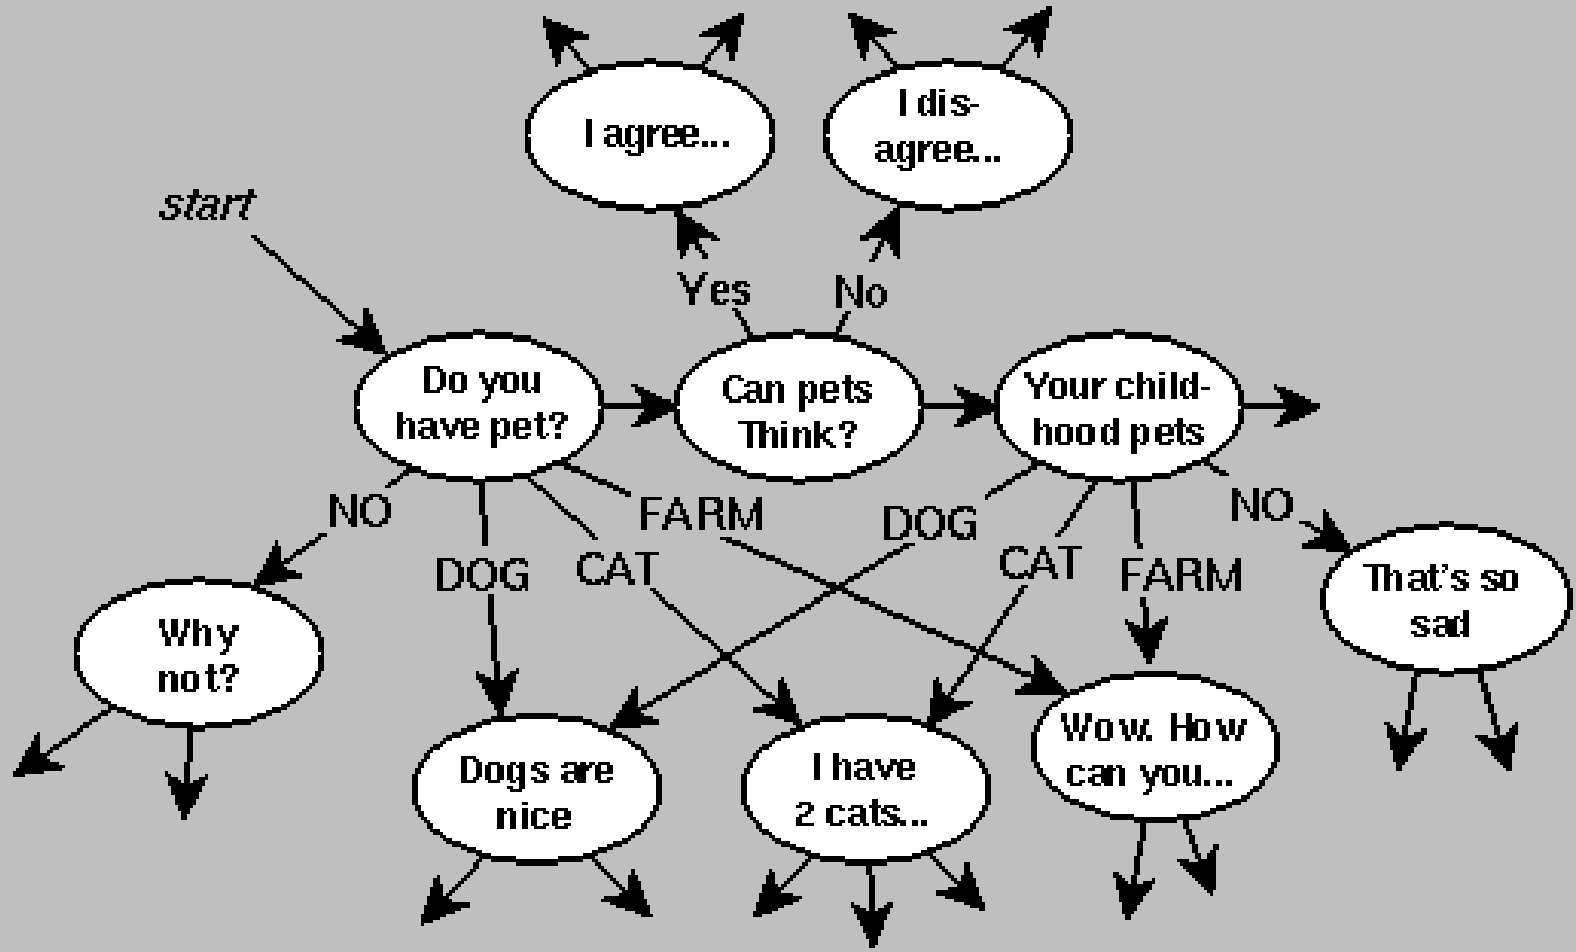 I agree...
I dis-
agree...
start
Yes
No
Do you
have pet?
Can pets
Think?
Your child-
hood pets
NO
DOG
CAT
FARM
DOG
CAT
FARM
NO
Why
not?
Dogs are
nice
I have
2 cats...
Wow. How
can you...
That's so
sad